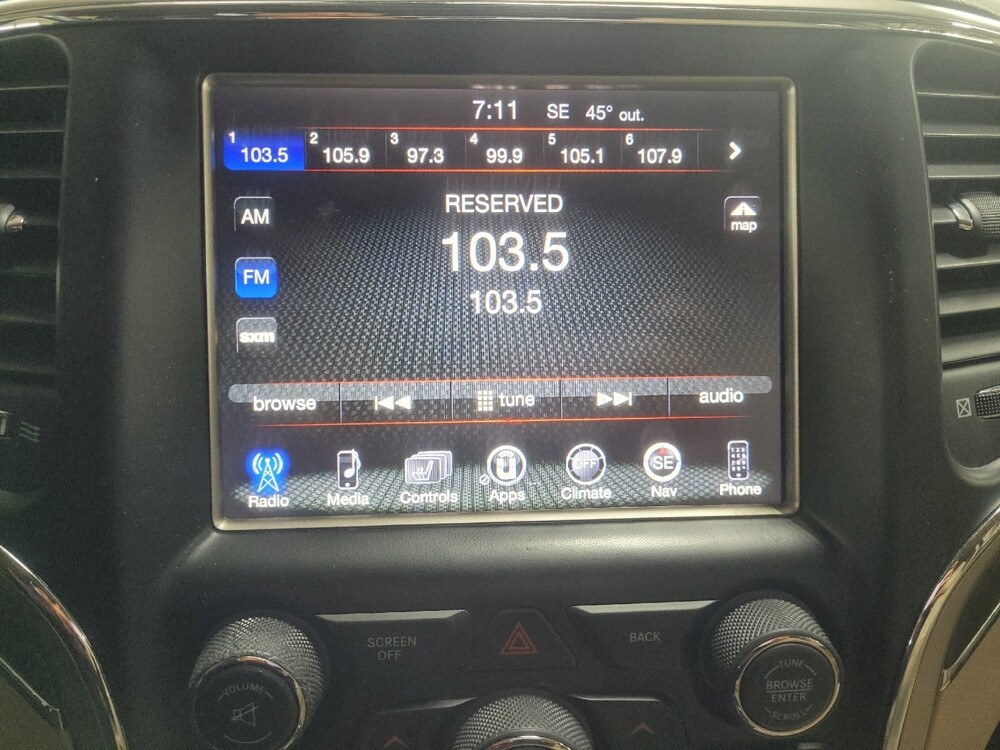 7:11 SE 45° out.
1 103.5 2 105.9 3 97.3 4 99.9 5 105.1 6 107.9
AM
RESERVED
map
103.5
FM
103.5
sxm
browse tune audio
OFF SE
Radio Media Controls Apps Climate Nav Phone
SCREEN
OFF
BACK
VOLUME
TUNE
BROWSE
ENTER
SCROLL